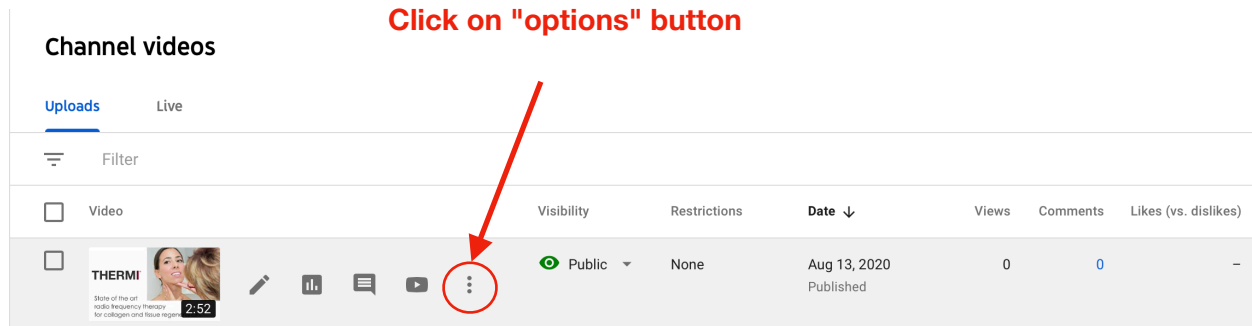 Click on "options" button
Channel videos
Uploads Live
Filter
Video Visibility Restrictions Date Views Comments Likes (vs. dislikes)
THERMI
State of the art
radio frequency therapy
for collagen and tissue regene
2:52
Public None Aug 13, 2020 0 0 –
Published